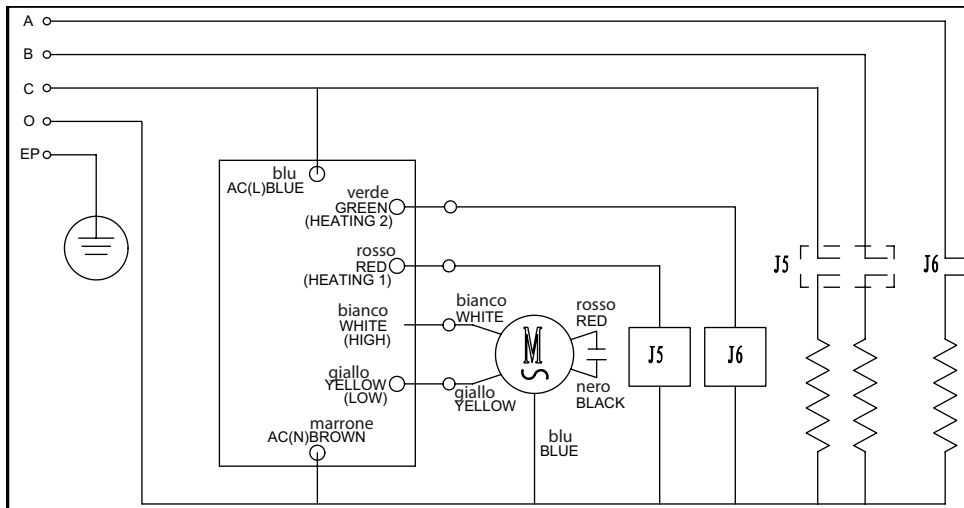 A
B
C
O
EP
blu
AC(L)BLUE
verde
GREEN
(HEATING 2)
rosso
RED
(HEATING 1)
bianco
WHITE
(HIGH)
giallo
YELLOW
(LOW)
marrone
AC(N)BROWN
bianco
WHITE
giallo
YELLOW
M
rosso
RED
nero
BLACK
blu
BLUE
J5
J6
J5
J6